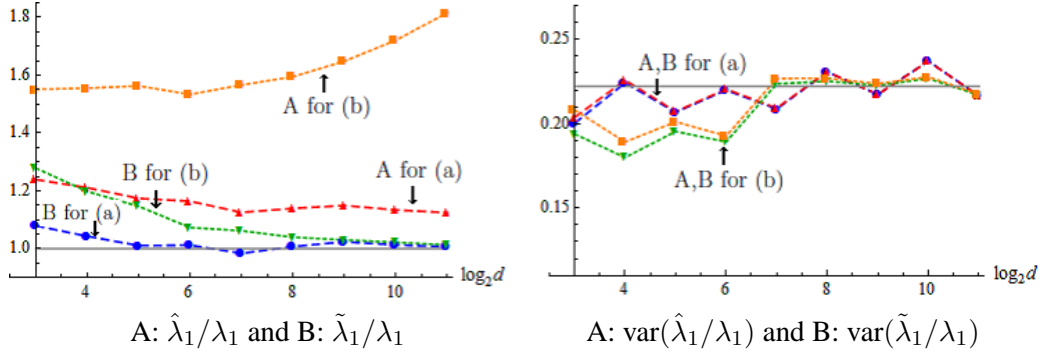 1.8
1.6
1.4
1.2
1.0
A for (b)
B for (b)
A for (a)
B for (a)
4 6 8 10
log₂d
A: λ̂₁/λ₁ and B: λ̃₁/λ₁
0.25
0.20
0.15
A,B for (a)
A,B for (b)
4 6 8 10
log₂d
A: var(λ̂₁/λ₁) and B: var(λ̃₁/λ₁)